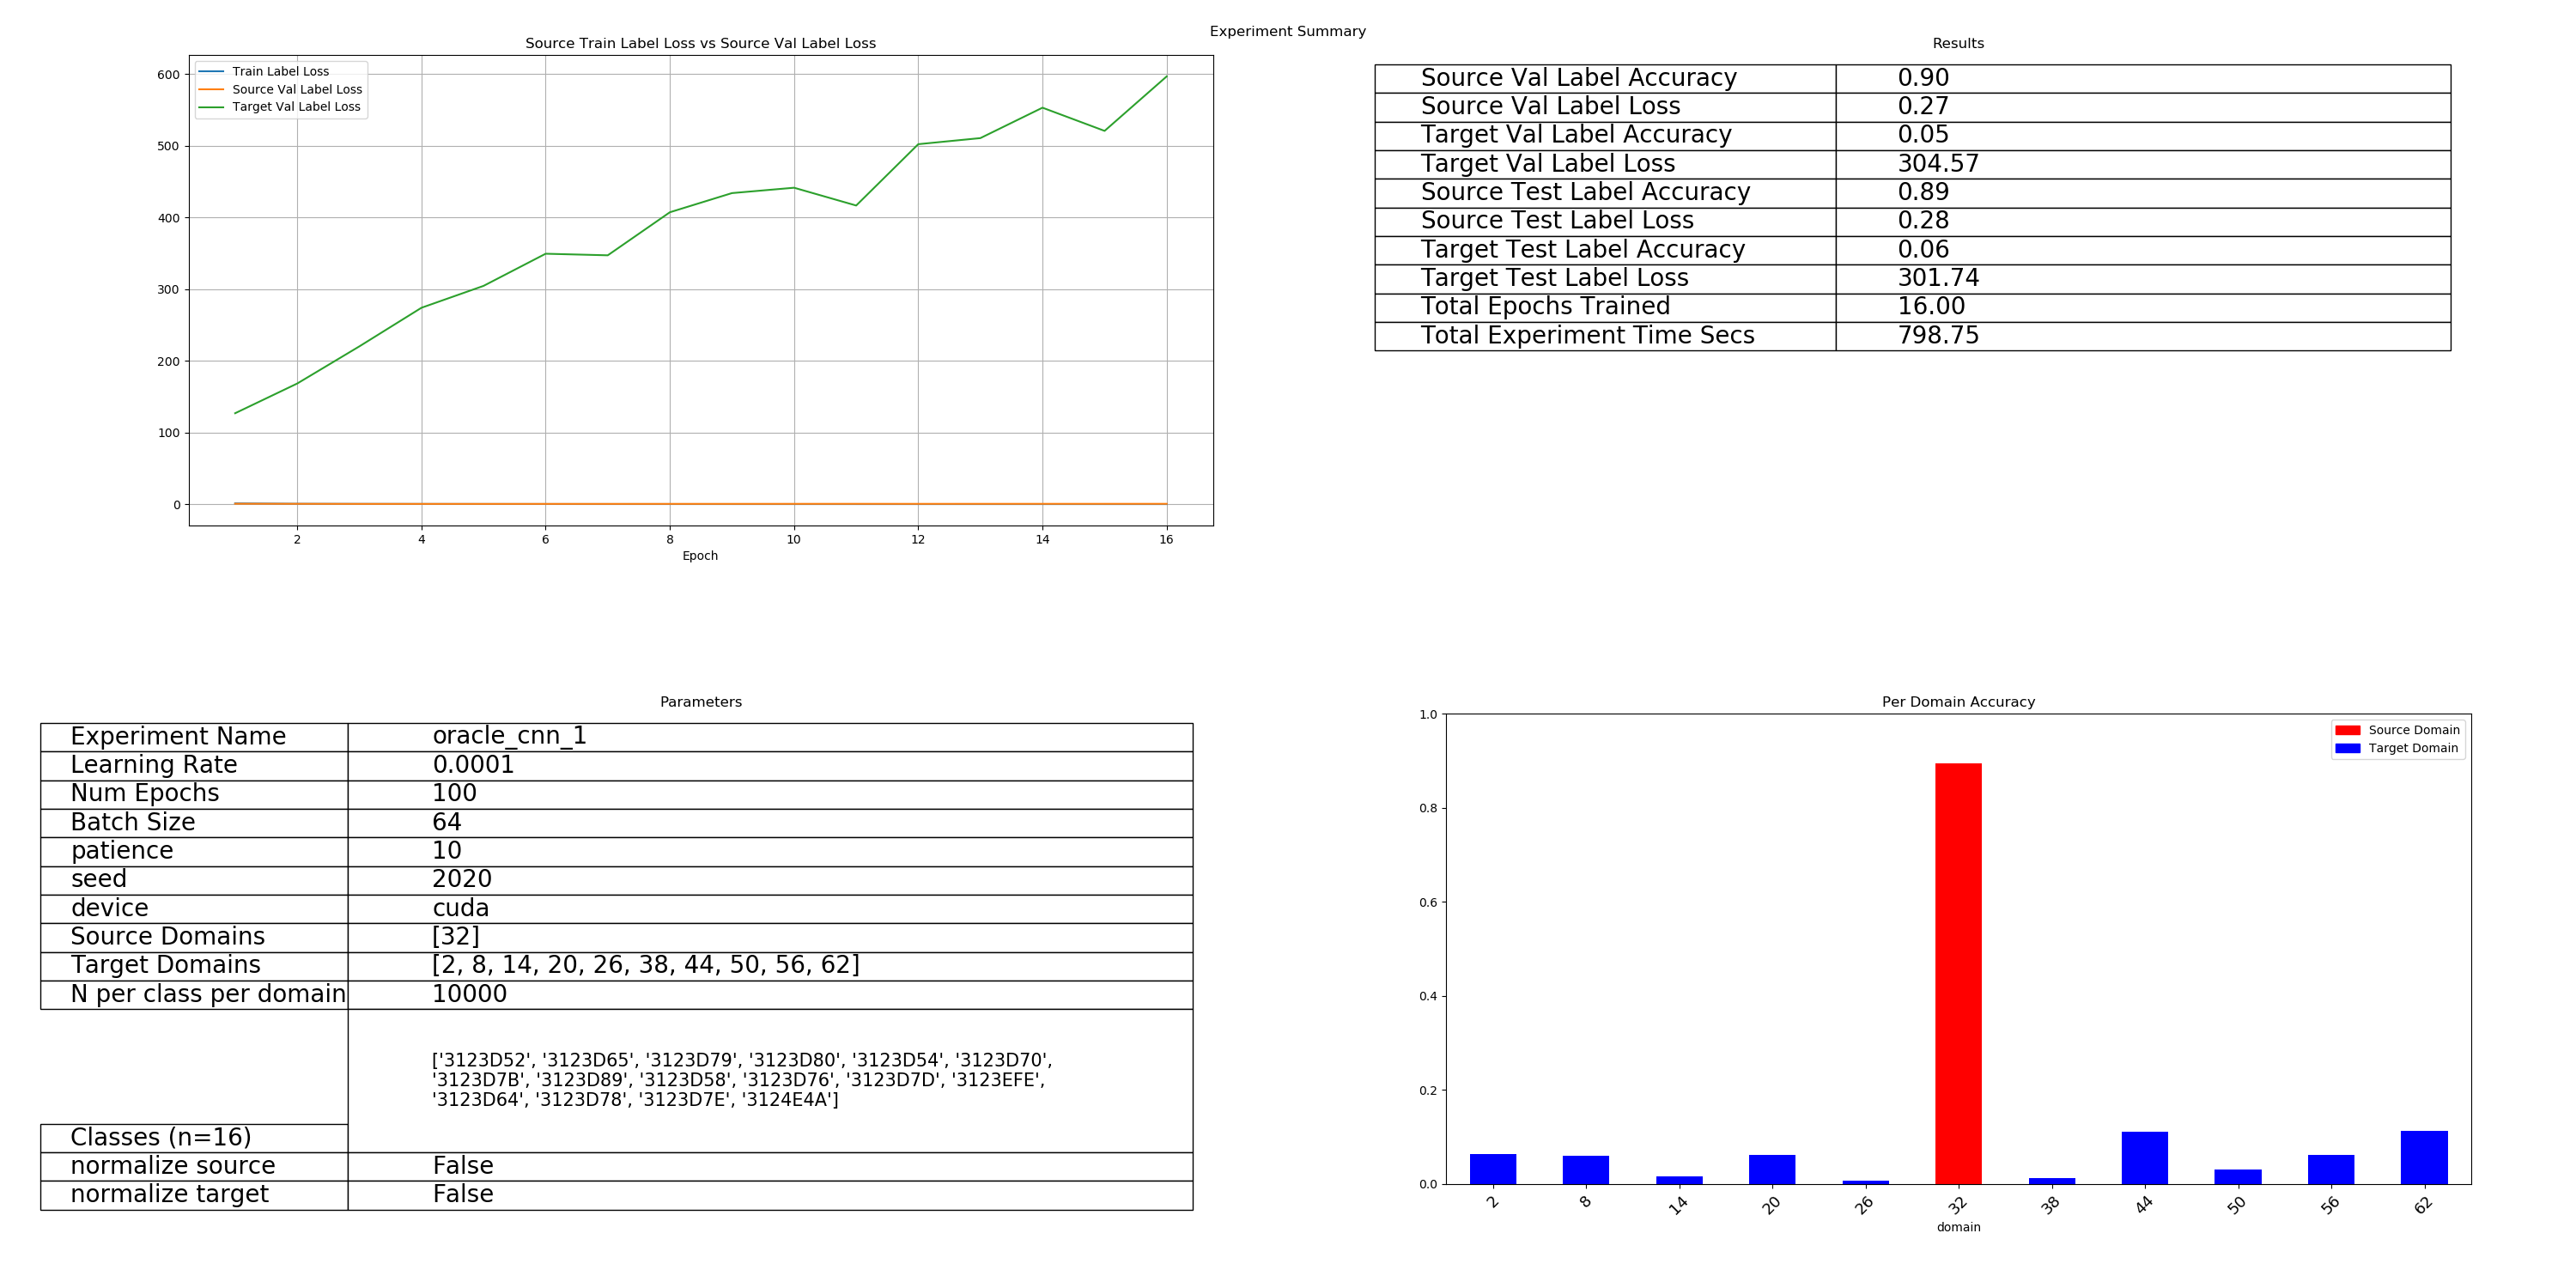 Experiment Summary
Source Train Label Loss vs Source Val Label Loss
Train Label Loss
Source Val Label Loss
Target Val Label Loss
600
500
400
300
200
100
0
2 4 6 8 10 12 14 16
Epoch
Results
Source Val Label Accuracy 0.90
Source Val Label Loss 0.27
Target Val Label Accuracy 0.05
Target Val Label Loss 304.57
Source Test Label Accuracy 0.89
Source Test Label Loss 0.28
Target Test Label Accuracy 0.06
Target Test Label Loss 301.74
Total Epochs Trained 16.00
Total Experiment Time Secs 798.75
Parameters
Experiment Name oracle_cnn_1
Learning Rate 0.0001
Num Epochs 100
Batch Size 64
patience 10
seed 2020
device cuda
Source Domains [32]
Target Domains [2, 8, 14, 20, 26, 38, 44, 50, 56, 62]
N per class per domain 10000
['3123D52', '3123D65', '3123D79', '3123D80', '3123D54', '3123D70',
'3123D7B', '3123D89', '3123D58', '3123D76', '3123D7D', '3123EFE',
'3123D64', '3123D78', '3123D7E', '3124E4A']
Classes (n=16)
normalize source False
normalize target False
Per Domain Accuracy
Source Domain
Target Domain
1.0
0.8
0.6
0.4
0.2
0.0
2 8 14 20 26 32 38 44 50 56 62
domain